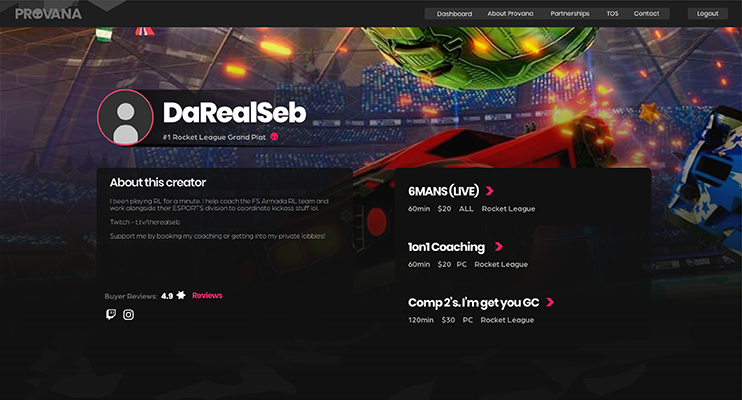 PROVANA
Dashboard About Provana Partnerships TOS Contact Logout
DaRealSeb
#1 Rocket League Grand Plat
About this creator
I been playing RL for a minute. I help coach the FS Armada RL team and
work alongside their ESPORTS division to coordinate kickass stuff lol.
Twitch - t.tv/therealseb
Support me by booking my coaching or getting into my private lobbies!
Buyer Reviews: 4.9 Reviews
6MANS (LIVE)
60min $20 ALL Rocket League
1on1 Coaching
60min $20 PC Rocket League
Comp 2's. I'm get you GC
120min $30 PC Rocket League